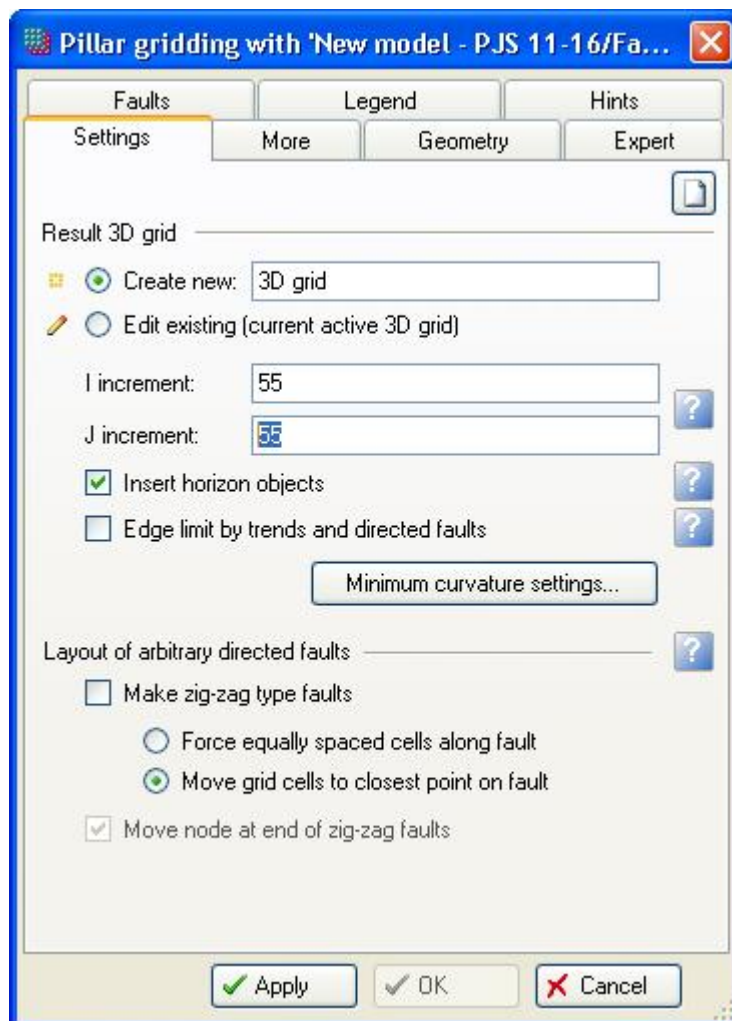 Pillar gridding with 'New model - PJS 11-16/Fa...
Faults Legend Hints
Settings More Geometry Expert
Result 3D grid
Create new: 3D grid
Edit existing (current active 3D grid)
I increment: 55
?
J increment: 55
Insert horizon objects ?
Edge limit by trends and directed faults ?
Minimum curvature settings...
Layout of arbitrary directed faults ?
Make zig-zag type faults
Force equally spaced cells along fault
Move grid cells to closest point on fault
Move node at end of zig-zag faults
Apply OK Cancel